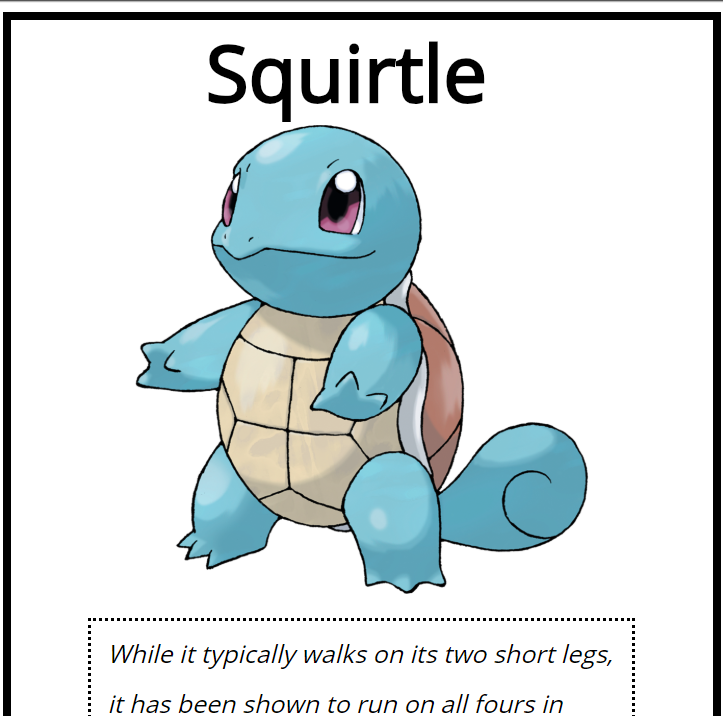 Squirtle
While it typically walks on its two short legs,
it has been shown to run on all fours in